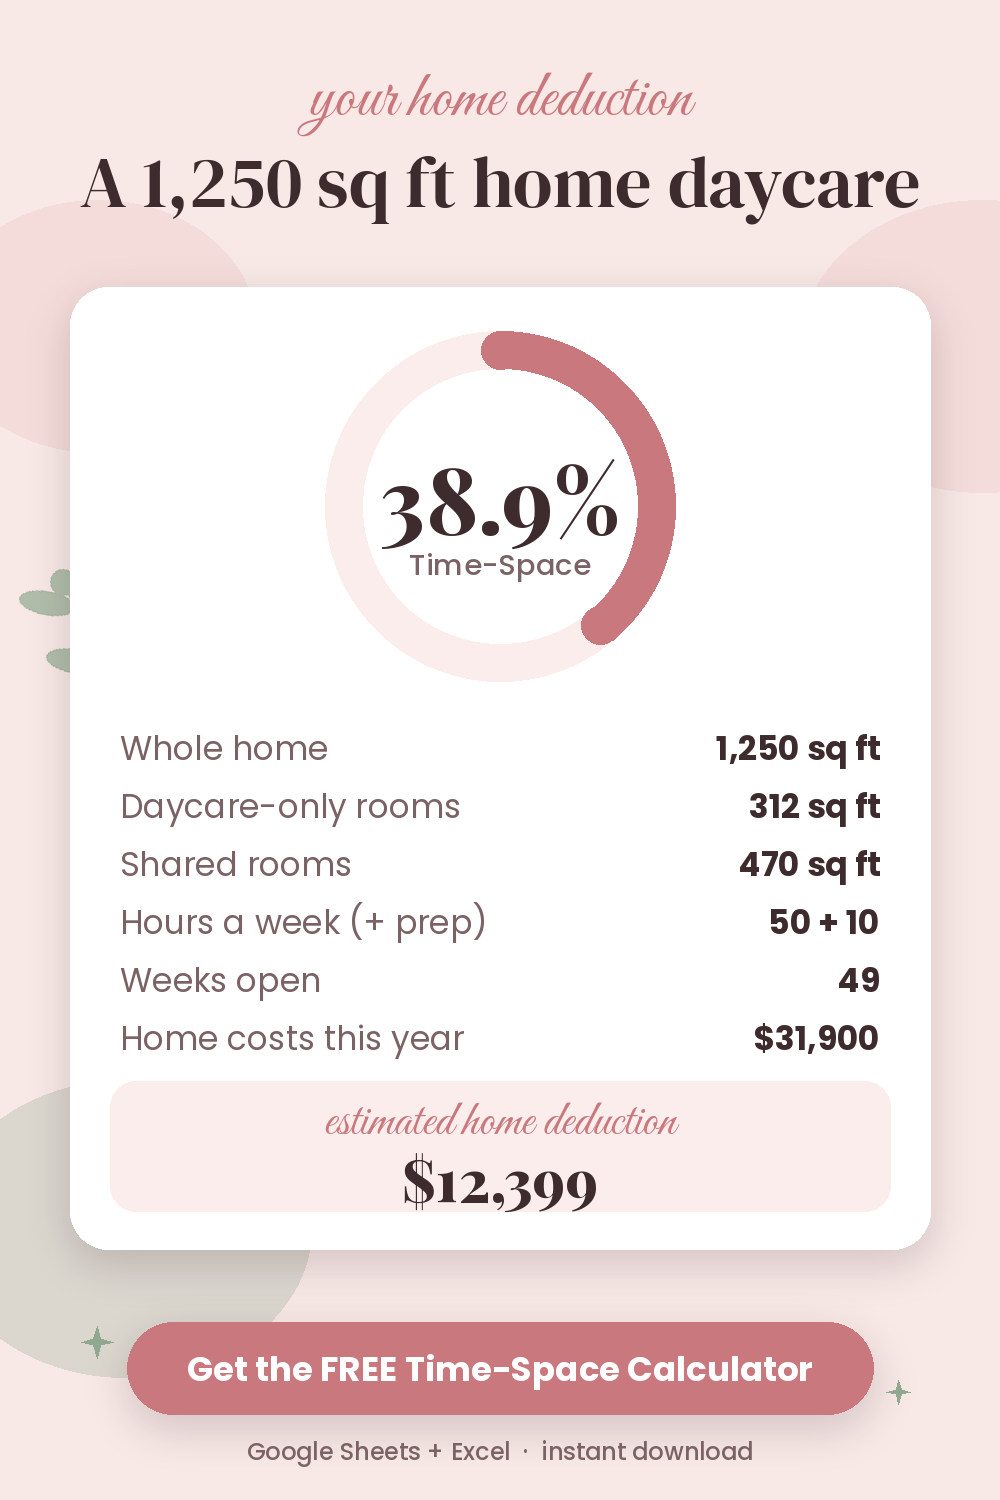 your home deduction
A 1,250 sq ft home daycare
38.9%
Time-Space
Whole home 1,250 sq ft
Daycare-only rooms 312 sq ft
Shared rooms 470 sq ft
Hours a week (+ prep) 50 + 10
Weeks open 49
Home costs this year $31,900
estimated home deduction
$12,399
Get the FREE Time-Space Calculator
Google Sheets + Excel · instant download